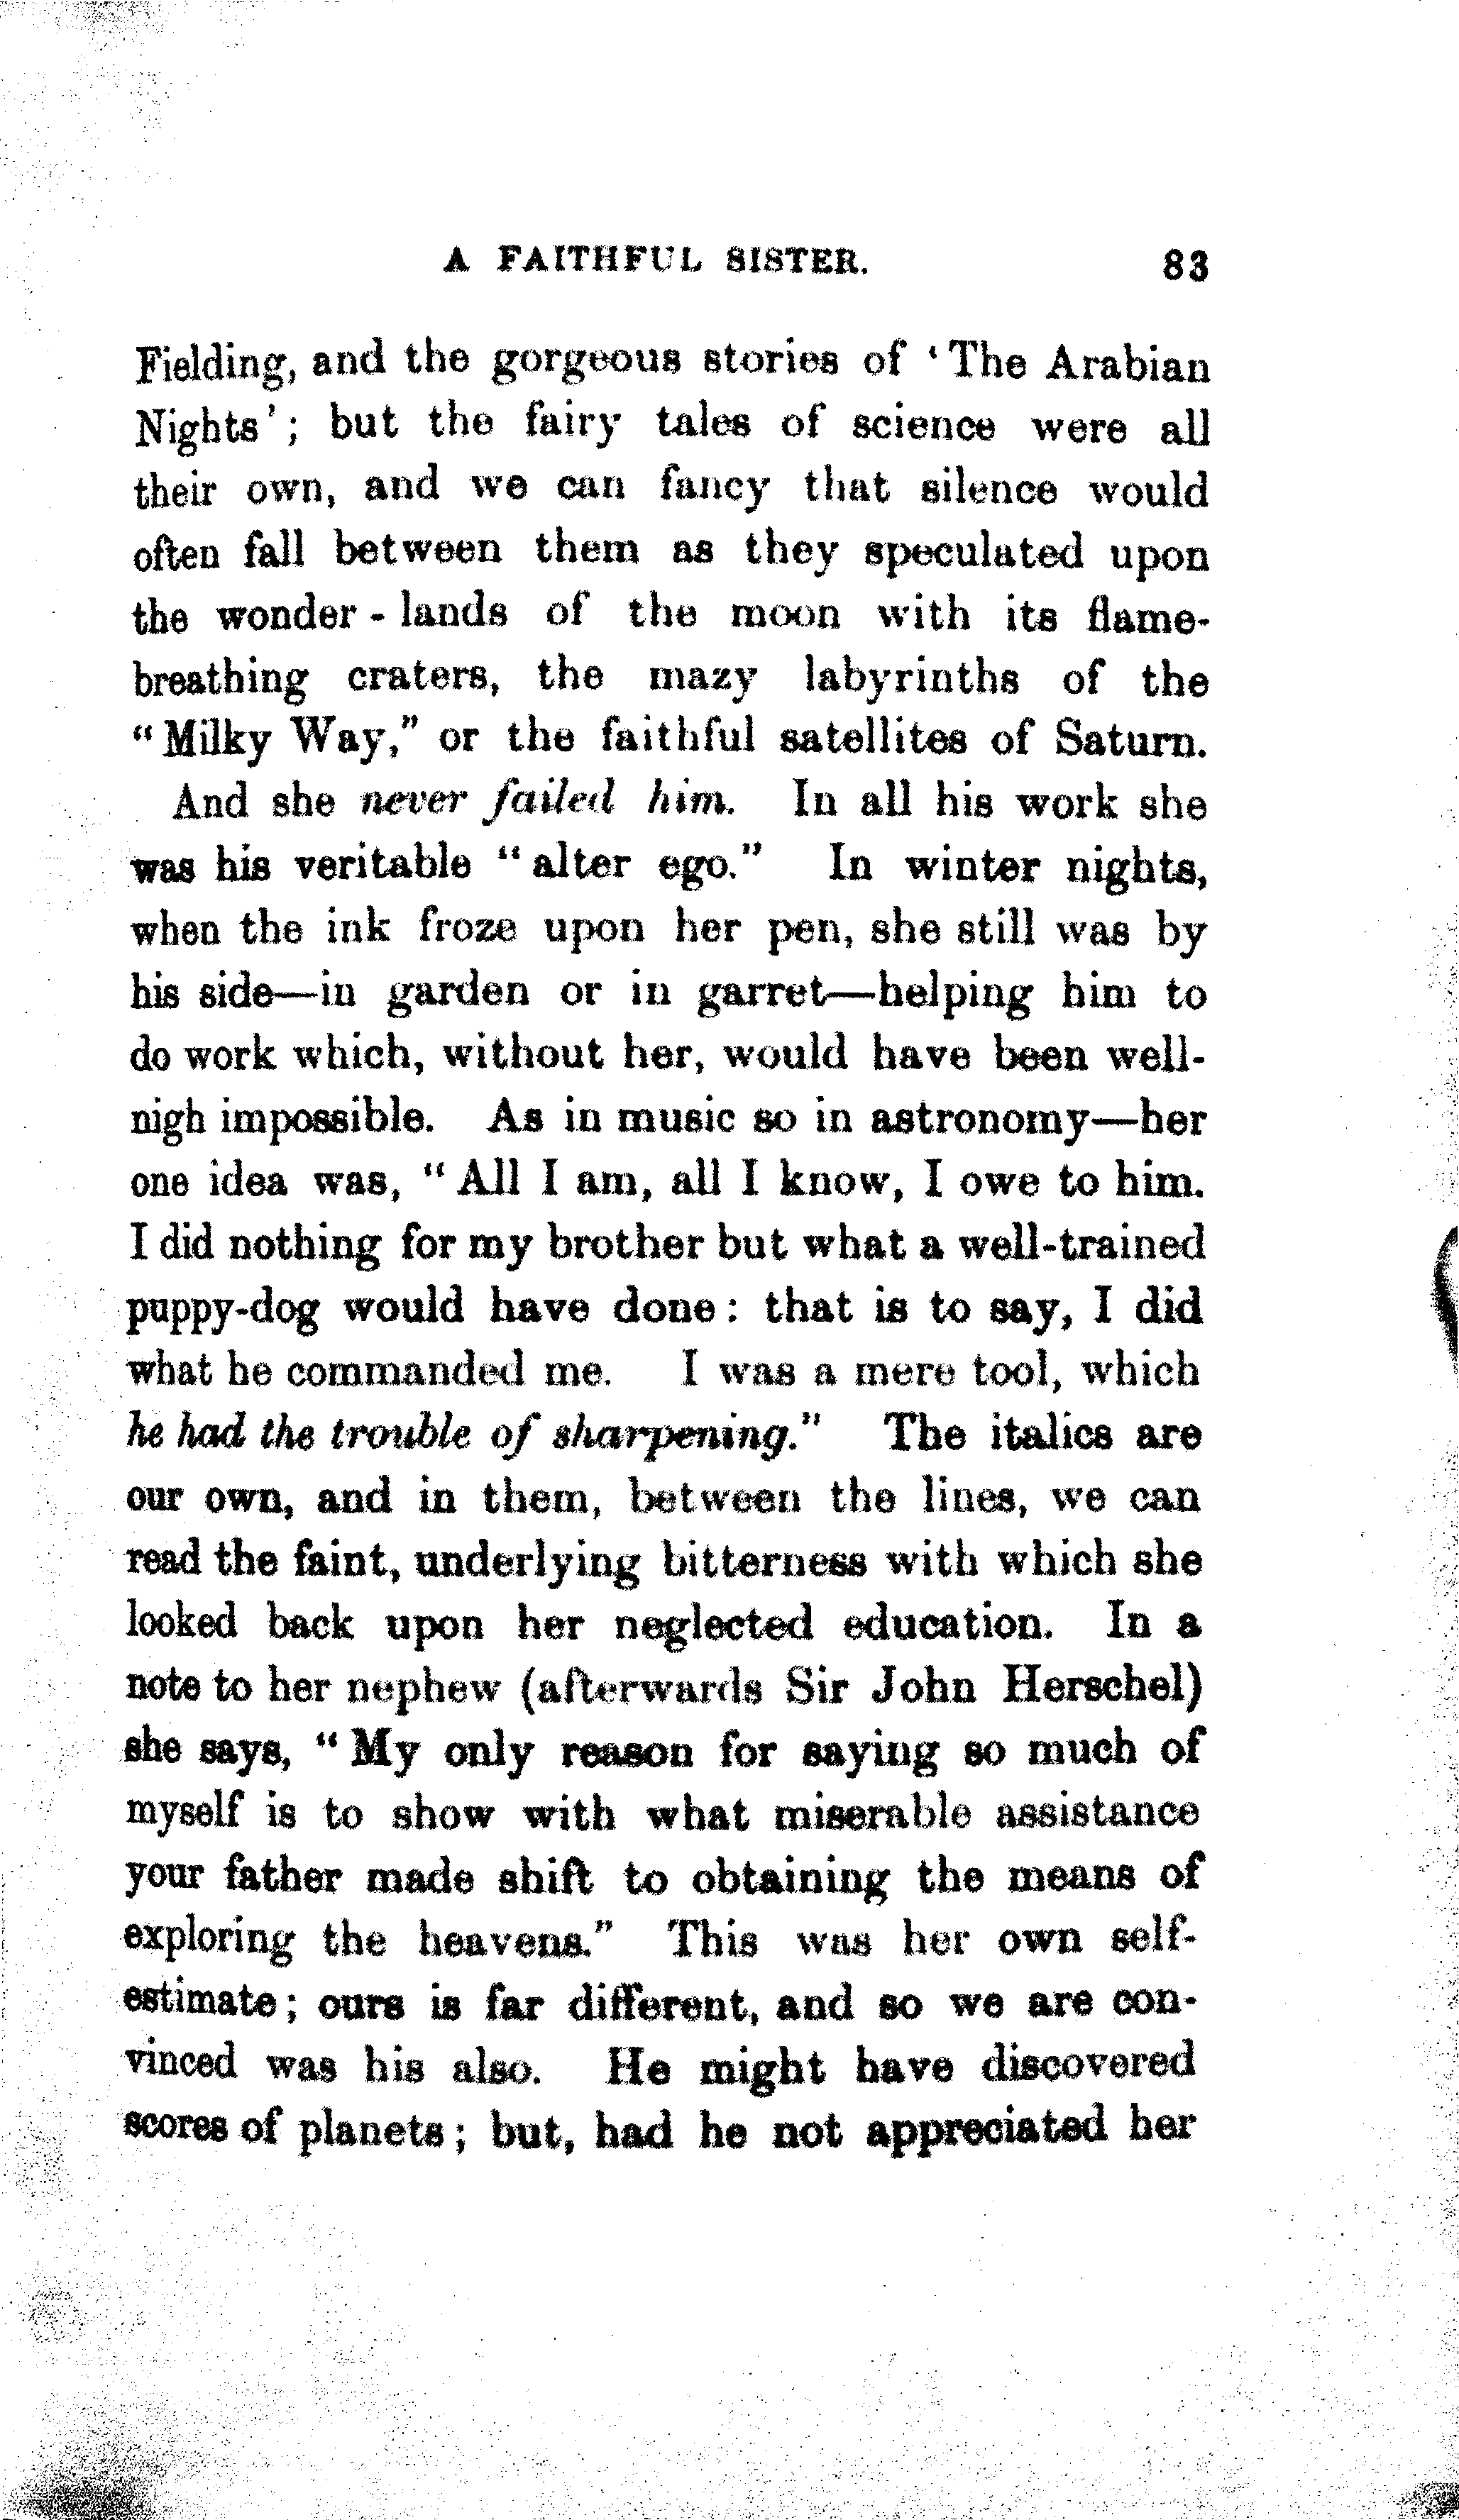 A FAITHFUL SISTER. 83
Fielding, and the gorgeous stories of ‘The Arabian
Nights’; but the fairy tales of science were all
their own, and we can fancy that silence would
often fall between them as they speculated upon
the wonder-lands of the moon with its flame-
breathing craters, the mazy labyrinths of the
“Milky Way,” or the faithful satellites of Saturn.
And she never failed him. In all his work she
was his veritable “alter ego.” In winter nights,
when the ink froze upon her pen, she still was by
his side—in garden or in garret—helping him to
do work which, without her, would have been well-
nigh impossible. As in music so in astronomy—her
one idea was, “All I am, all I know, I owe to him.
I did nothing for my brother but what a well-trained
puppy-dog would have done: that is to say, I did
what he commanded me. I was a mere tool, which
he had the trouble of sharpening.” The italics are
our own, and in them, between the lines, we can
read the faint, underlying bitterness with which she
looked back upon her neglected education. In a
note to her nephew (afterwards Sir John Herschel)
she says, “My only reason for saying so much of
myself is to show with what miserable assistance
your father made shift to obtaining the means of
exploring the heavens.” This was her own self-
estimate; ours is far different, and so we are con-
vinced was his also. He might have discovered
scores of planets; but, had he not appreciated her